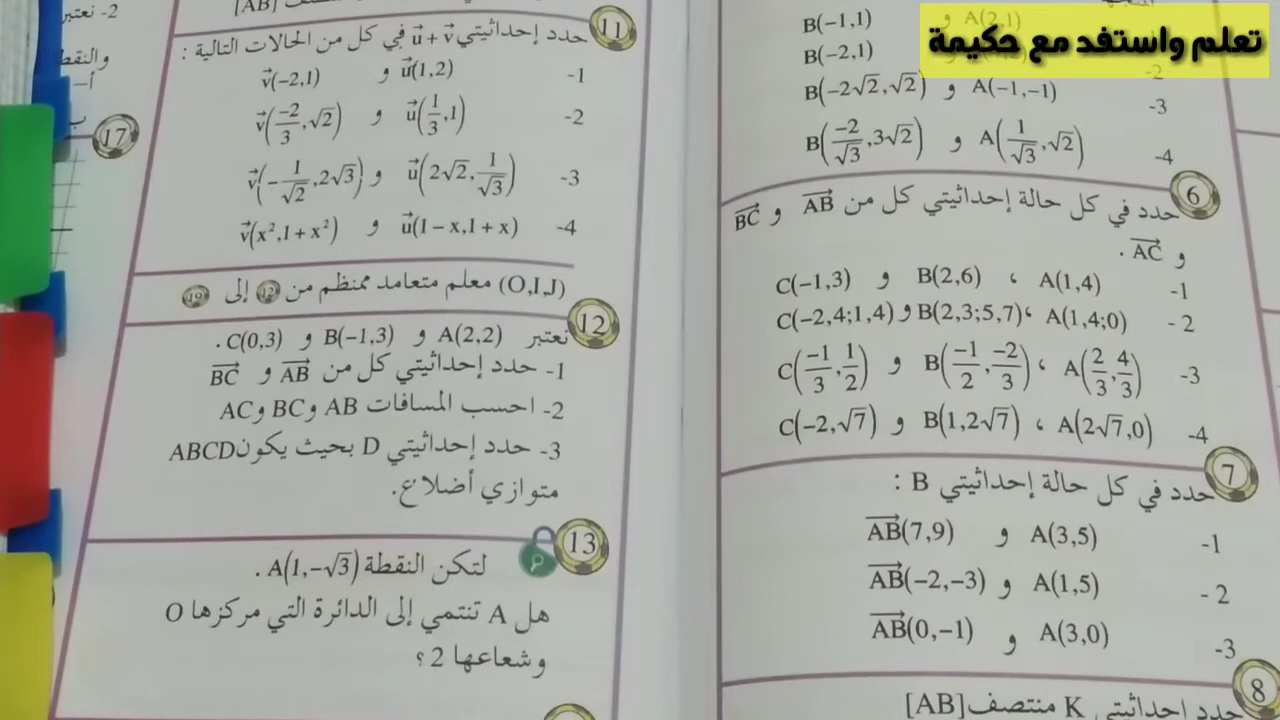 تعلم واستفد مع حكيمة
B(-1,1) و A(2,1)
B(-2,1)
-2
-3 A(-1,-1) و B(-2√2,√2)
-4 A(1/√3,√2) و B(-2/√3,3√2)
6 حدد في كل حالة إحداثيتي كل من AB و BC
و AC .
-1 A(1,4) ، B(2,6) و C(-1,3)
-2 A(1,4;0) ، B(2,3;5,7) و C(-2,4;1,4)
-3 A(2/3,4/3) ، B(-1/2,-2/3) و C(-1/3,1/2)
-4 A(2√7,0) ، B(1,2√7) و C(-2,√7)
7 حدد في كل حالة إحداثيتي B :
-1 A(3,5) و AB(7,9)
-2 A(1,5) و AB(-2,-3)
-3 A(3,0) و AB(0,-1)
8 حدد إحداثيتي K منتصف [AB]
منتصف [AB]
11 حدد إحداثيتي u+v في كل من الحالات التالية :
-1 u(1,2) و v(-2,1)
-2 u(1/3,1) و v(-2/3,√2)
-3 u(2√2,1/√3) و v(-1/√2,2√3)
-4 u(1-x,1+x) و v(x²,1+x²)
(O,I,J) معلم متعامد ممنظم من 12 إلى 19
12 نعتبر A(2,2) و B(-1,3) و C(0,3) .
1- حدد إحداثيتي كل من AB و BC
2- احسب المسافات AB و BC و AC
3- حدد إحداثيتي D بحيث يكون ABCD
متوازي أضلاع.
13 لتكن النقطة A(1,-√3) .
هل A تنتمي إلى الدائرة التي مركزها O
وشعاعها 2 ؟
2- نعتبر
والنقط
أ-
17